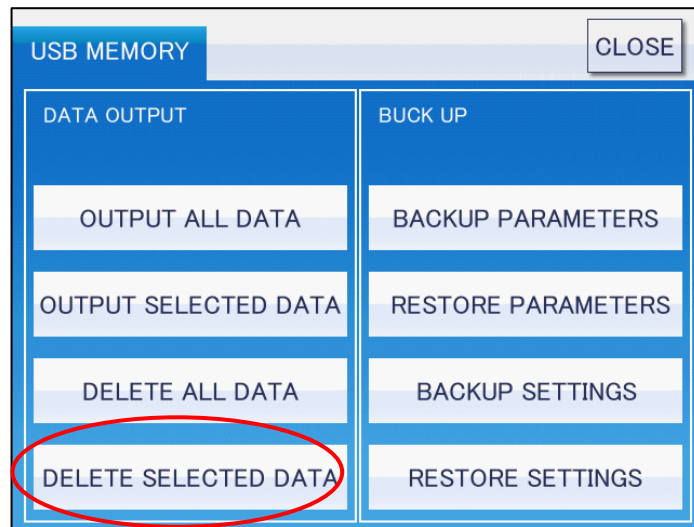 USB MEMORY
CLOSE
DATA OUTPUT
OUTPUT ALL DATA
OUTPUT SELECTED DATA
DELETE ALL DATA
DELETE SELECTED DATA
BUCK UP
BACKUP PARAMETERS
RESTORE PARAMETERS
BACKUP SETTINGS
RESTORE SETTINGS